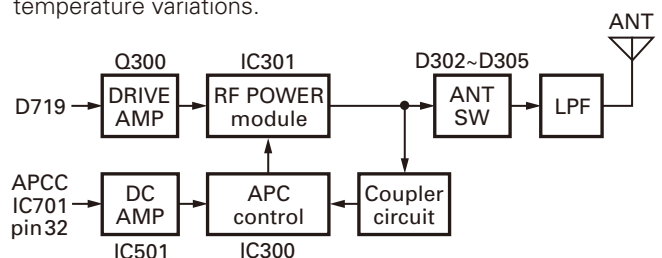 temperature variations.
ANT
Q300
IC301
D302~D305
D719
DRIVE
AMP
RF POWER
module
ANT
SW
LPF
APCC
IC701
pin32
DC
AMP
APC
control
Coupler
circuit
IC501
IC300